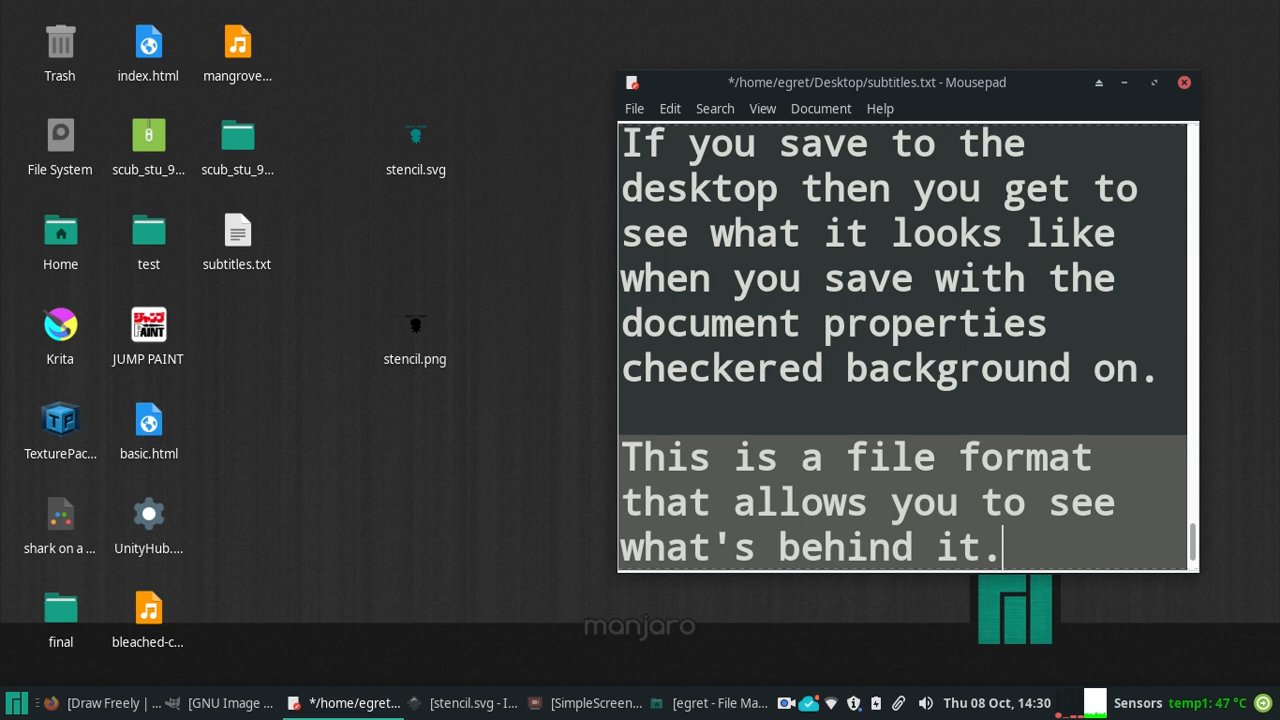 Trash
index.html
mangrove...
File System
scub_stu_9...
scub_stu_9...
stencil.svg
Home
test
subtitles.txt
Krita
JUMP PAINT
stencil.png
TexturePac...
basic.html
shark on a ...
UnityHub....
final
bleached-c...
*/home/egret/Desktop/subtitles.txt - Mousepad
File Edit Search View Document Help
If you save to the
desktop then you get to
see what it looks like
when you save with the
document properties
checkered background on.
This is a file format
that allows you to see
what's behind it.
manjaro
[Draw Freely | ... [GNU Image ... */home/egret... [stencil.svg - I... [SimpleScreen... [egret - File Ma... Thu 08 Oct, 14:30 Sensors temp1: 47 °C